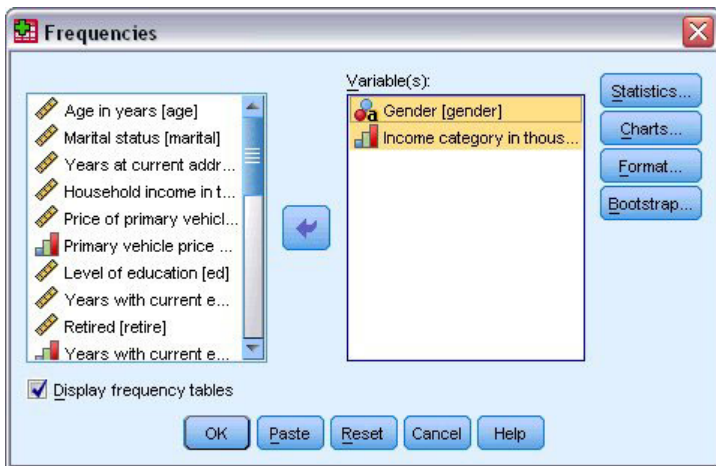 Frequencies
Variable(s):
Age in years [age]
Marital status [marital]
Years at current addr...
Household income in t...
Price of primary vehicl...
Primary vehicle price ...
Level of education [ed]
Years with current e...
Retired [retire]
Years with current e...
Gender [gender]
Income category in thous...
Statistics...
Charts...
Format...
Bootstrap...
Display frequency tables
OK
Paste
Reset
Cancel
Help